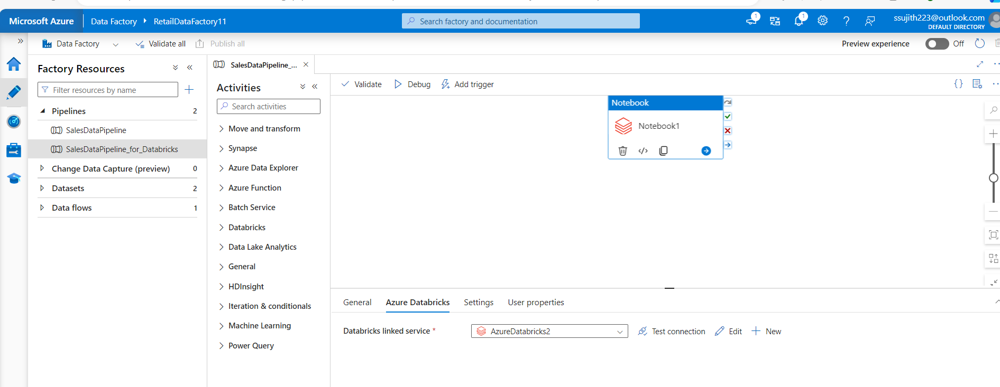 Microsoft Azure
Data Factory
RetailDataFactory11
Search factory and documentation
1
1
ssujith223@outlook.com
DEFAULT DIRECTORY
Data Factory
Validate all
Publish all
Preview experience
Off
Factory Resources
Filter resources by name
Pipelines 2
SalesDataPipeline
SalesDataPipeline_for_Databricks
Change Data Capture (preview) 0
Datasets 2
Data flows 1
SalesDataPipeline_...
Activities
Search activities
Move and transform
Synapse
Azure Data Explorer
Azure Function
Batch Service
Databricks
Data Lake Analytics
General
HDInsight
Iteration & conditionals
Machine Learning
Power Query
Validate
Debug
Add trigger
Notebook
Notebook1
General
Azure Databricks
Settings
User properties
Databricks linked service *
AzureDatabricks2
Test connection
Edit
New